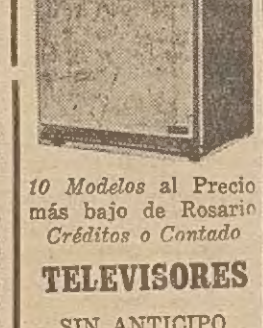 10 Modelos al Precio
más bajo de Rosario
Créditos o Contado
TELEVISORES
SIN ANTICIPO